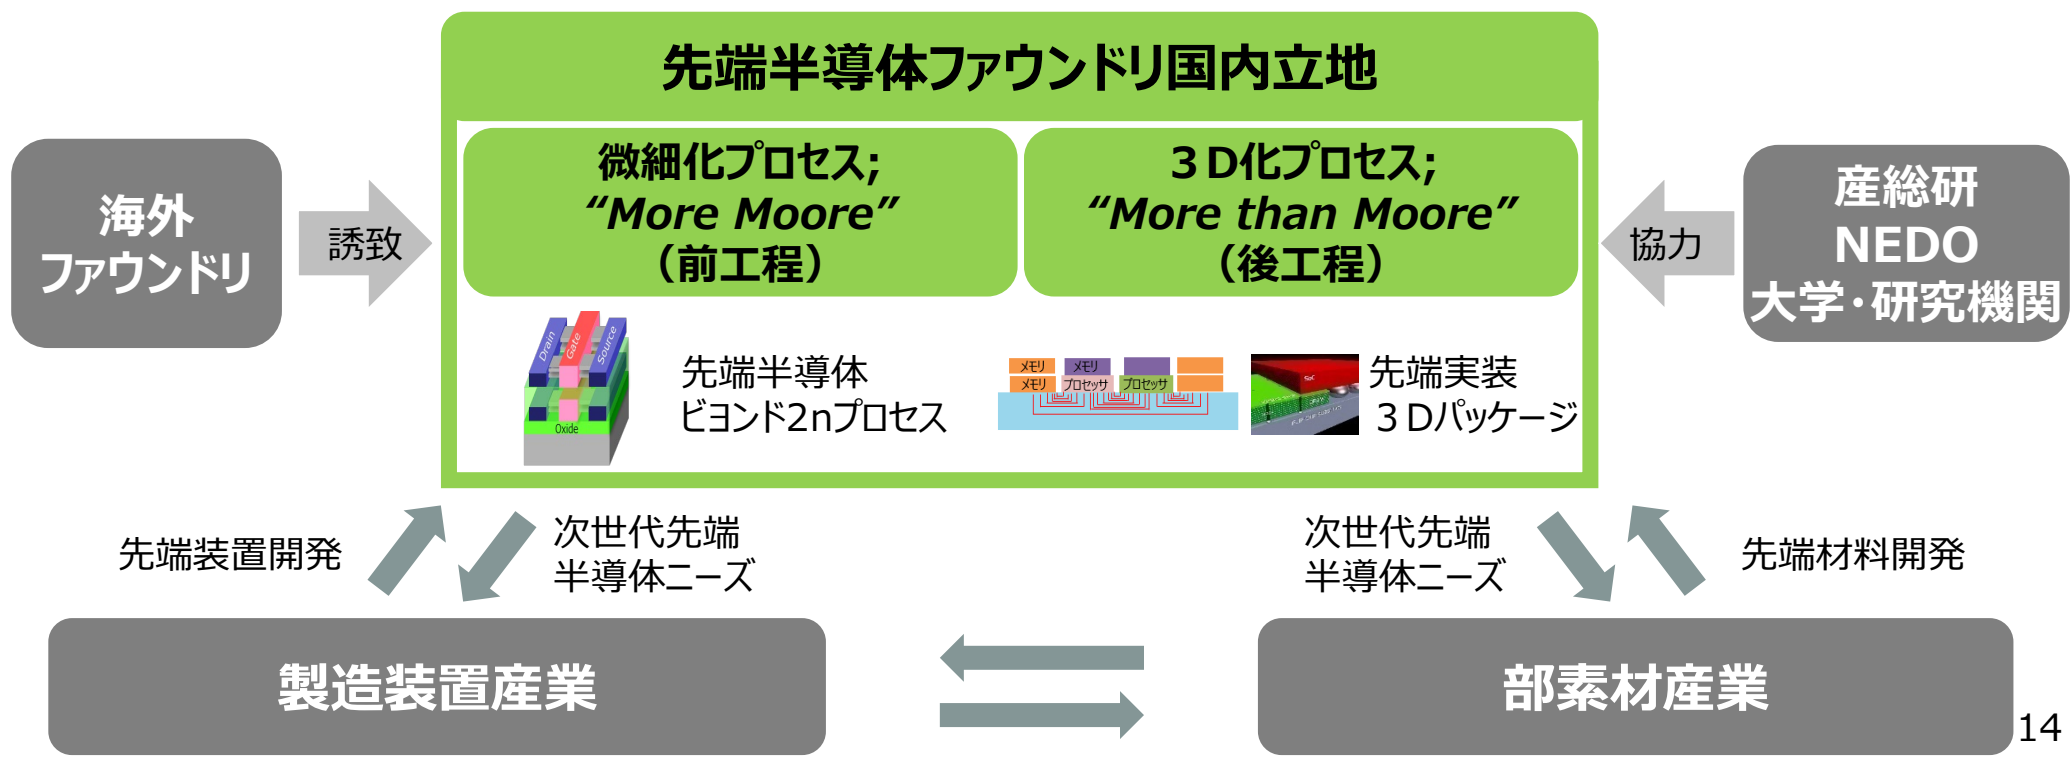 先端半導体ファウンドリ国内立地
海外
ファウンドリ
誘致
微細化プロセス;
“More Moore”
（前工程）
３Ｄ化プロセス;
“More than Moore”
（後工程）
協力
産総研
NEDO
大学・研究機関
Drain
Gate
Source
Oxide
先端半導体
ビヨンド2nプロセス
メモリ
メモリ
メモリ
プロセッサ
プロセッサ
SoC
先端実装
３Ｄパッケージ
先端装置開発
次世代先端
半導体ニーズ
次世代先端
半導体ニーズ
先端材料開発
製造装置産業
部素材産業
14